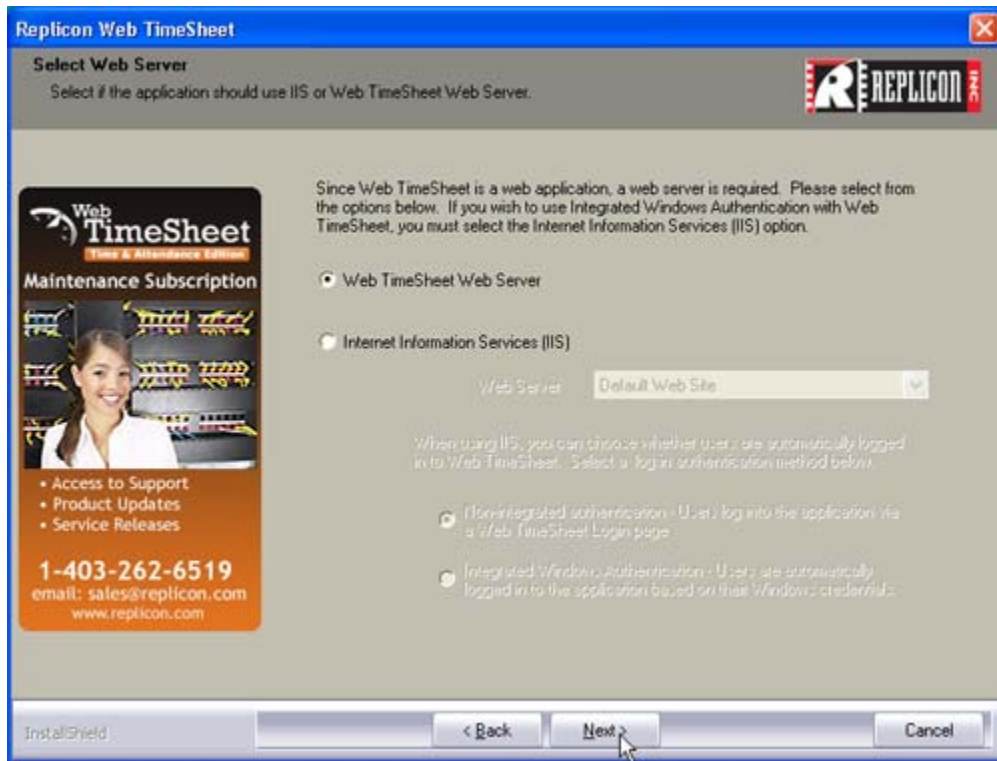 Replicon Web TimeSheet
Select Web Server
Select if the application should use IIS or Web TimeSheet Web Server.
REPLICON INC
Since Web TimeSheet is a web application, a web server is required. Please select from
the options below. If you wish to use Integrated Windows Authentication with Web
TimeSheet, you must select the Internet Information Services (IIS) option.
Web
TimeSheet
Time & Attendance Edition
Maintenance Subscription
• Access to Support
• Product Updates
• Service Releases
1-403-262-6519
email: sales@replicon.com
www.replicon.com
Web TimeSheet Web Server
Internet Information Services (IIS)
Web Server Default Web Site
When using IIS, you can choose whether users are automatically logged
in to Web TimeSheet. Select a log in authentication method below.
Non-integrated authentication - Users log into the application via
a Web TimeSheet Login page
Integrated Windows Authentication - Users are automatically
logged in to the application based on their Windows credentials.
InstallShield
< Back
Next >
Cancel